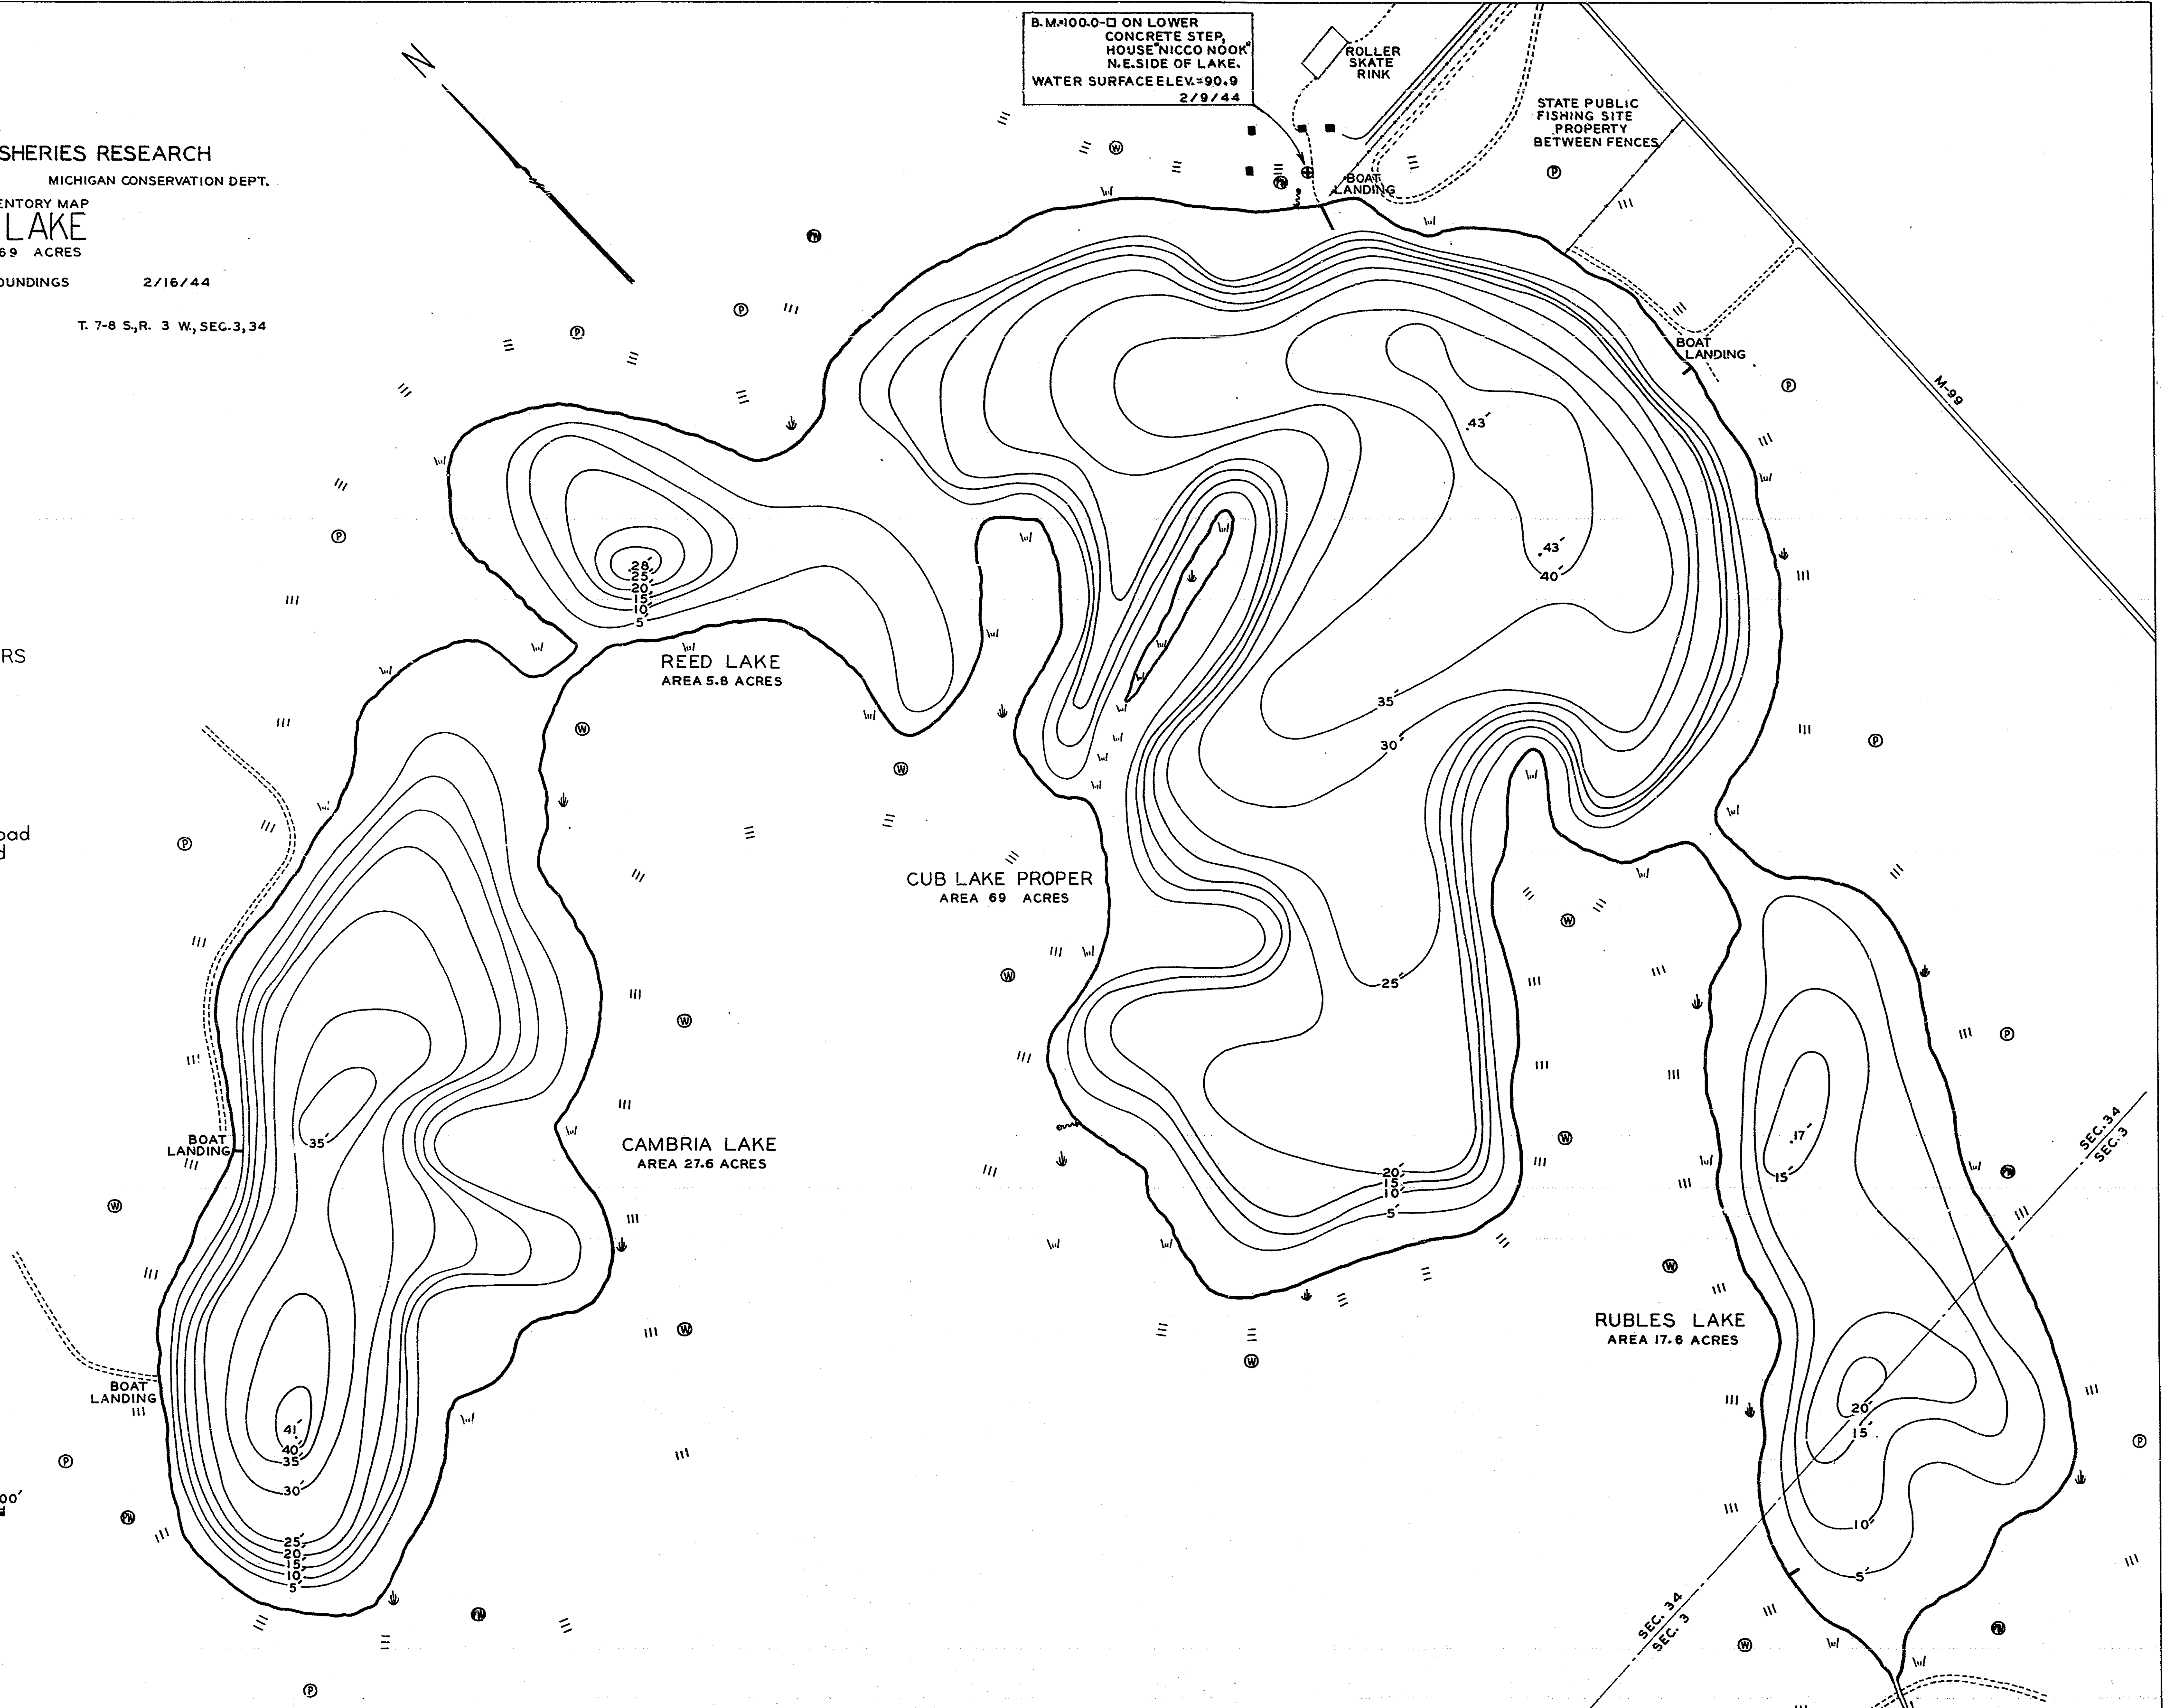 B.M.=100.0-□ ON LOWER
CONCRETE STEP,
HOUSE "NICCO NOOK"
N.E. SIDE OF LAKE.
WATER SURFACE ELEV.=90.9
2/9/44
ROLLER
SKATE
RINK
STATE PUBLIC
FISHING SITE
PROPERTY
BETWEEN FENCES
BOAT
LANDING
N
SHERIES RESEARCH
MICHIGAN CONSERVATION DEPT.
ENTORY MAP
LAKE
69 ACRES
OUNDINGS 2/16/44
T. 7-8 S., R. 3 W., SEC. 3, 34
BOAT
LANDING
M-99
43'
43'
40'
35'
30'
25'
20'
15'
10'
5'
28'
25'
20'
15'
10'
5'
REED LAKE
AREA 5.8 ACRES
RS
oad
d
CUB LAKE PROPER
AREA 69 ACRES
BOAT
LANDING
35'
CAMBRIA LAKE
AREA 27.6 ACRES
BOAT
LANDING
41'
40'
35'
30'
25'
20'
15'
10'
5'
00'
17'
15'
SEC. 34
SEC. 3
RUBLES LAKE
AREA 17.6 ACRES
20'
15'
10'
5'
SEC. 34
SEC. 3
W
P
PW